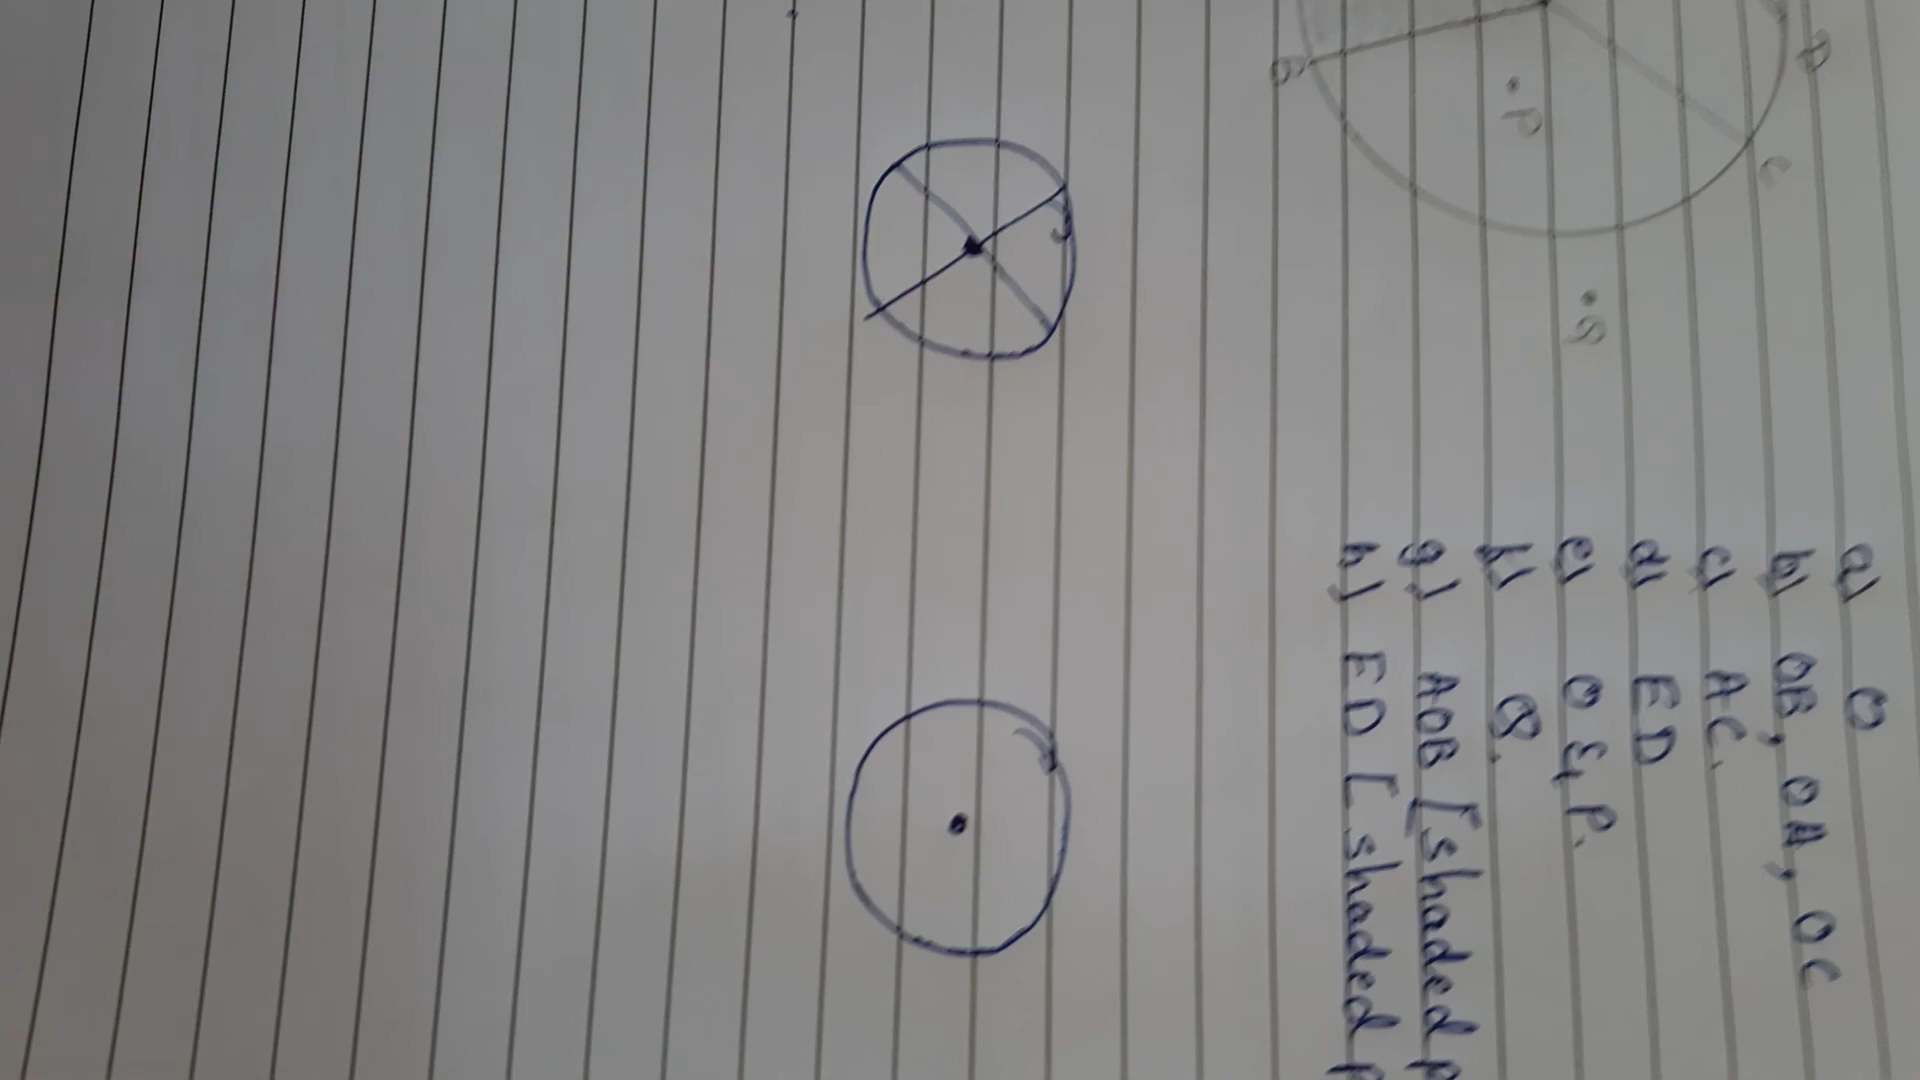 D
B
P
C
Q
a) O
b) OB, OA, OC
c) AC.
d) ED
e) O & P.
f) Q.
g) AOB [shaded p
h) ED [shaded p